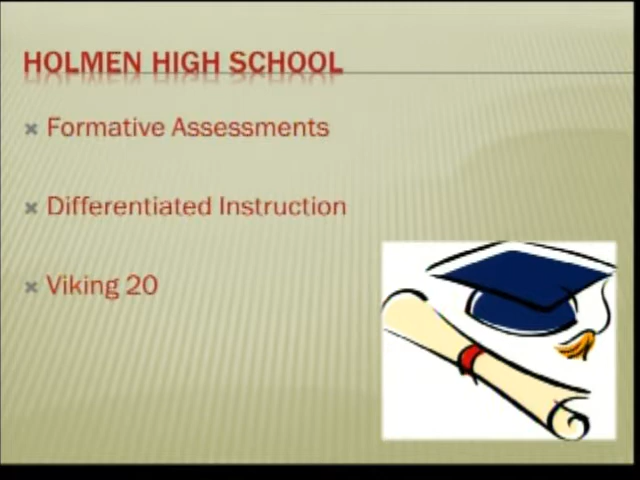 HOLMEN HIGH SCHOOL
Formative Assessments
Differentiated Instruction
Viking 20